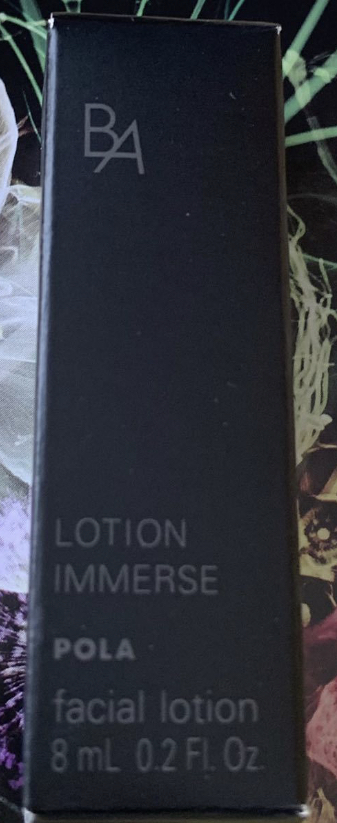 BA
LOTION
IMMERSE
POLA
facial lotion
8 mL 0.2 Fl. Oz.